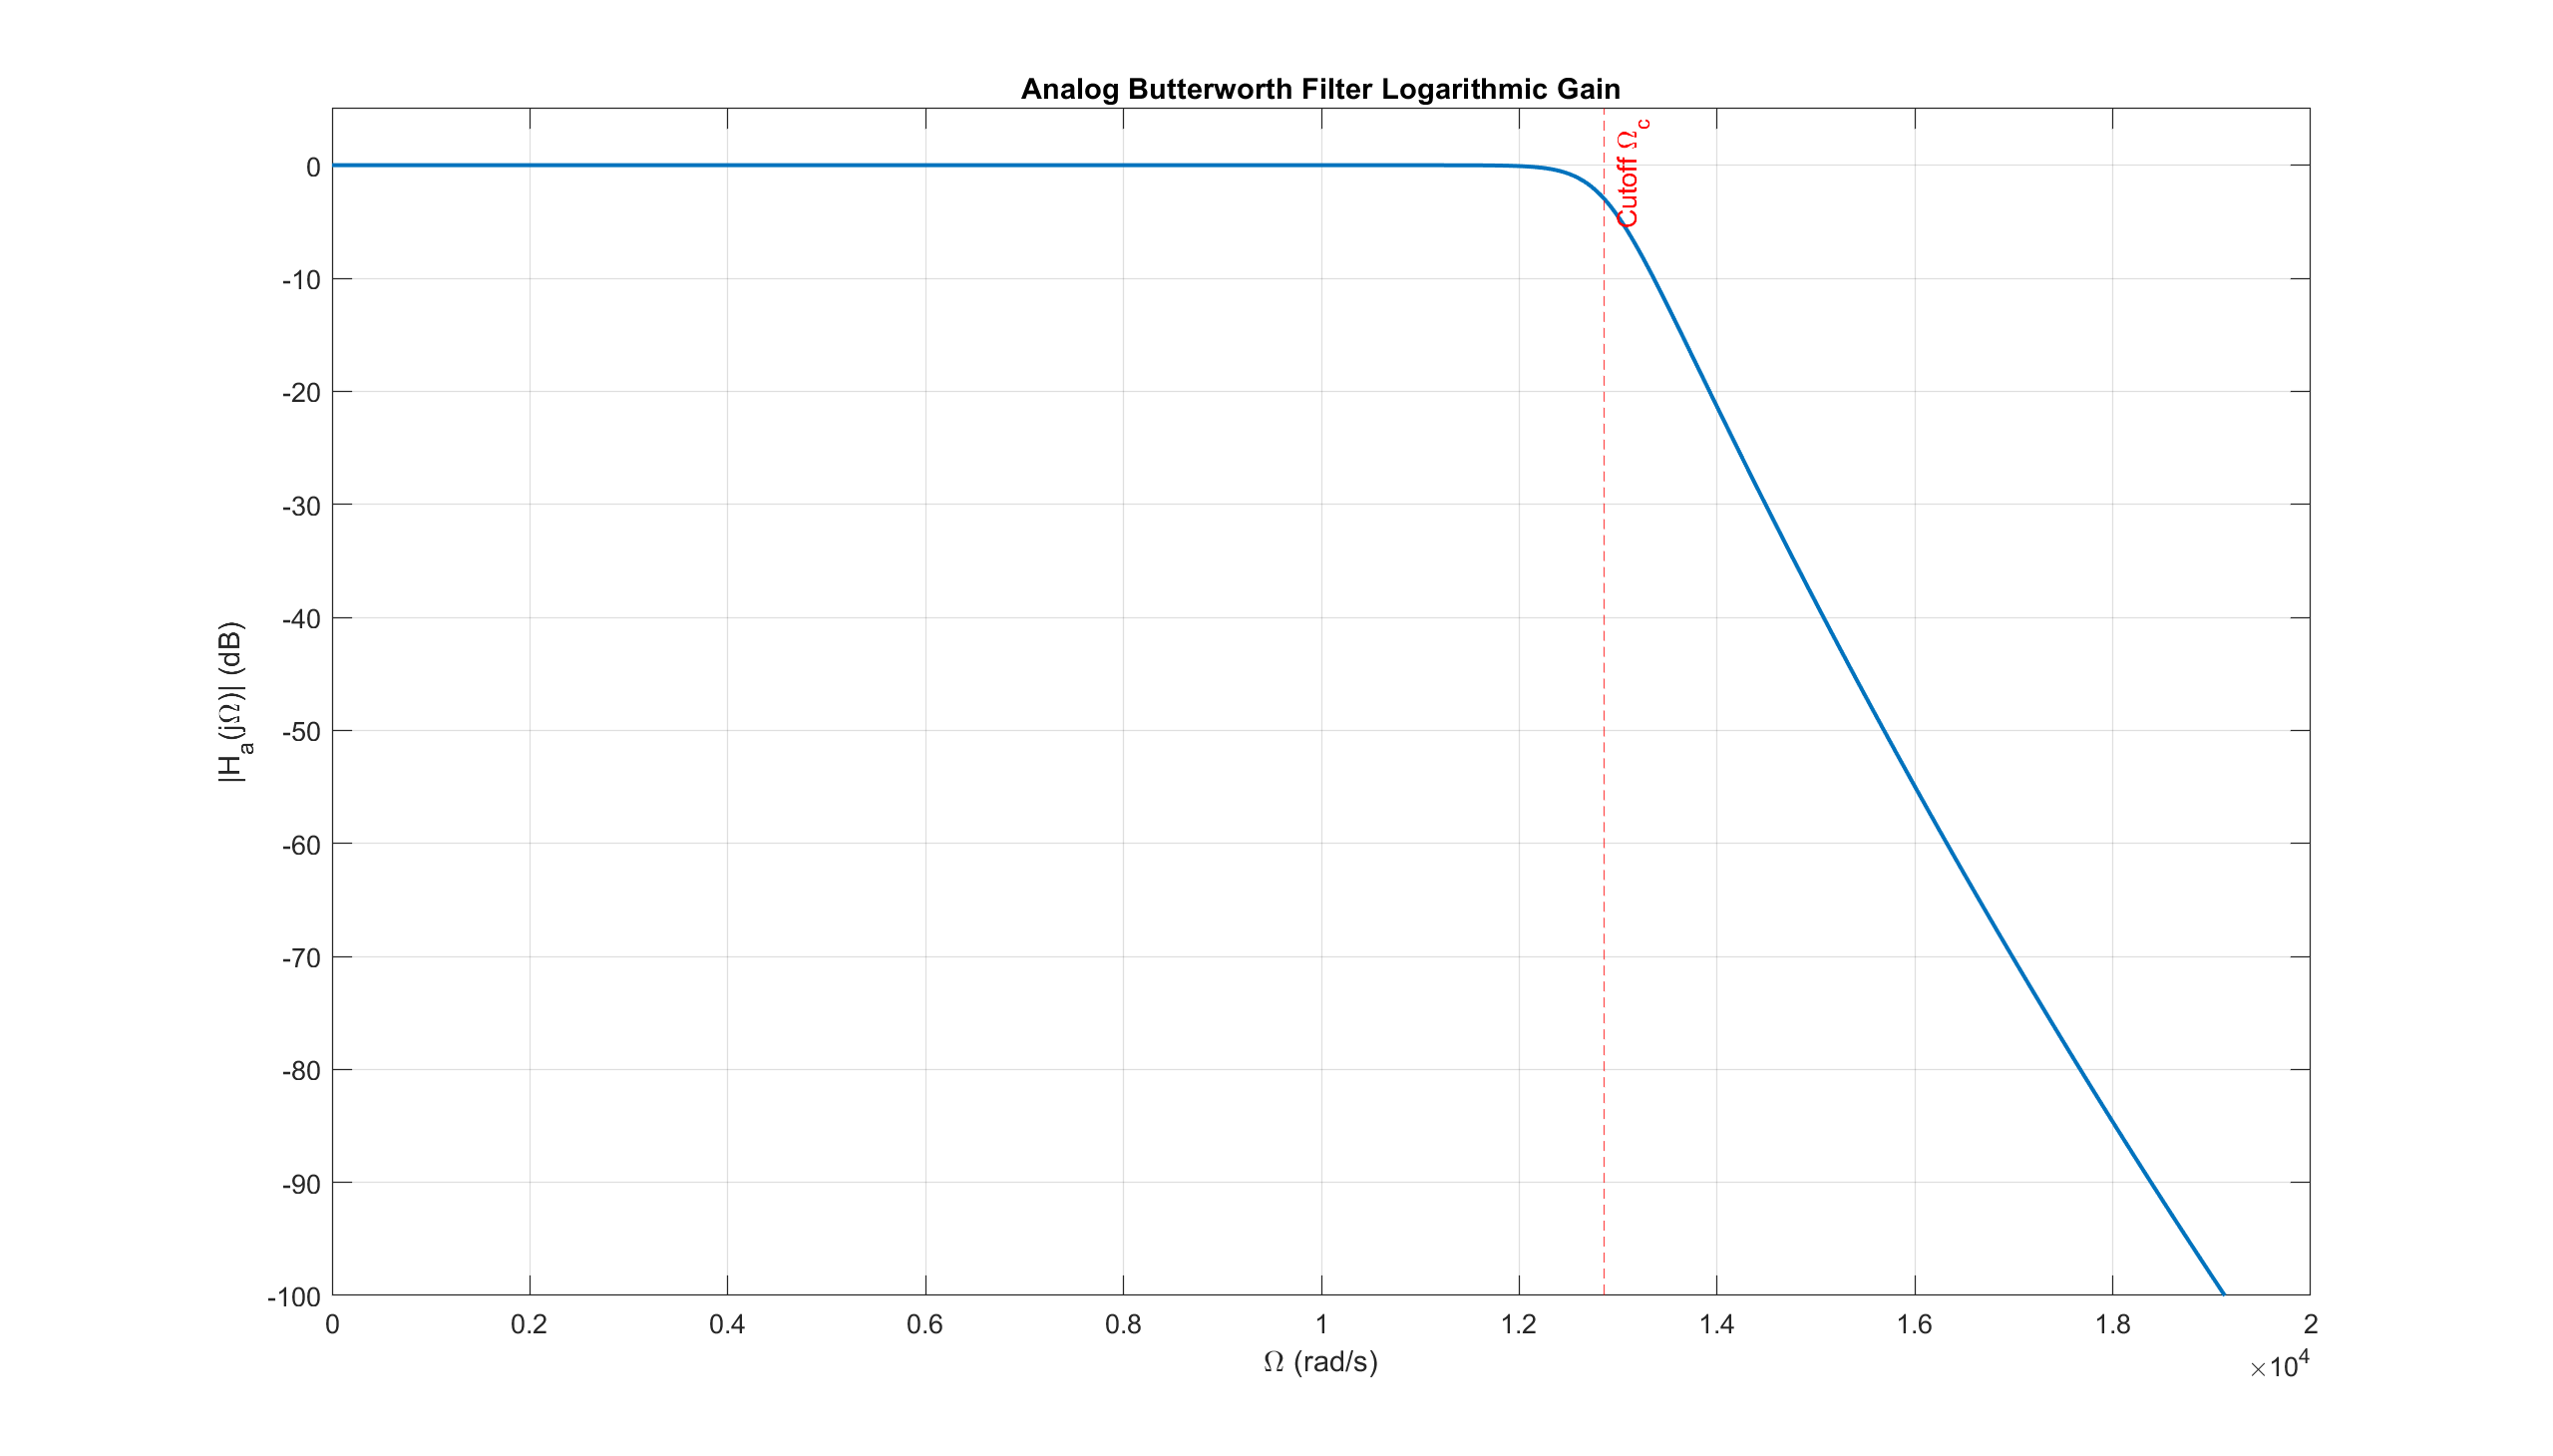 Analog Butterworth Filter Logarithmic Gain
Cutoff Ω_c
|H_a(jΩ)| (dB)
0
-10
-20
-30
-40
-50
-60
-70
-80
-90
-100
0 0.2 0.4 0.6 0.8 1 1.2 1.4 1.6 1.8 2
Ω (rad/s)
×10^4